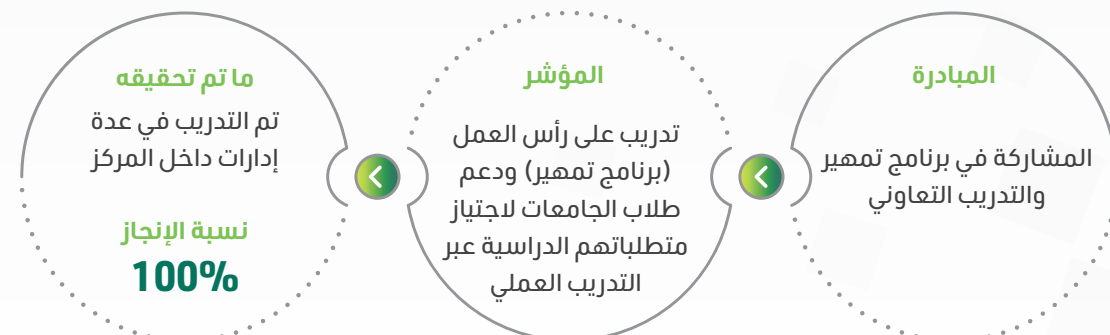 المبادرة
المشاركة في برنامج تمهير
والتدريب التعاوني
المؤشر
تدريب على رأس العمل
(برنامج تمهير) ودعم
طلاب الجامعات لاجتياز
متطلباتهم الدراسية عبر
التدريب العملي
ما تم تحقيقه
تم التدريب في عدة
إدارات داخل المركز
نسبة الإنجاز
100%